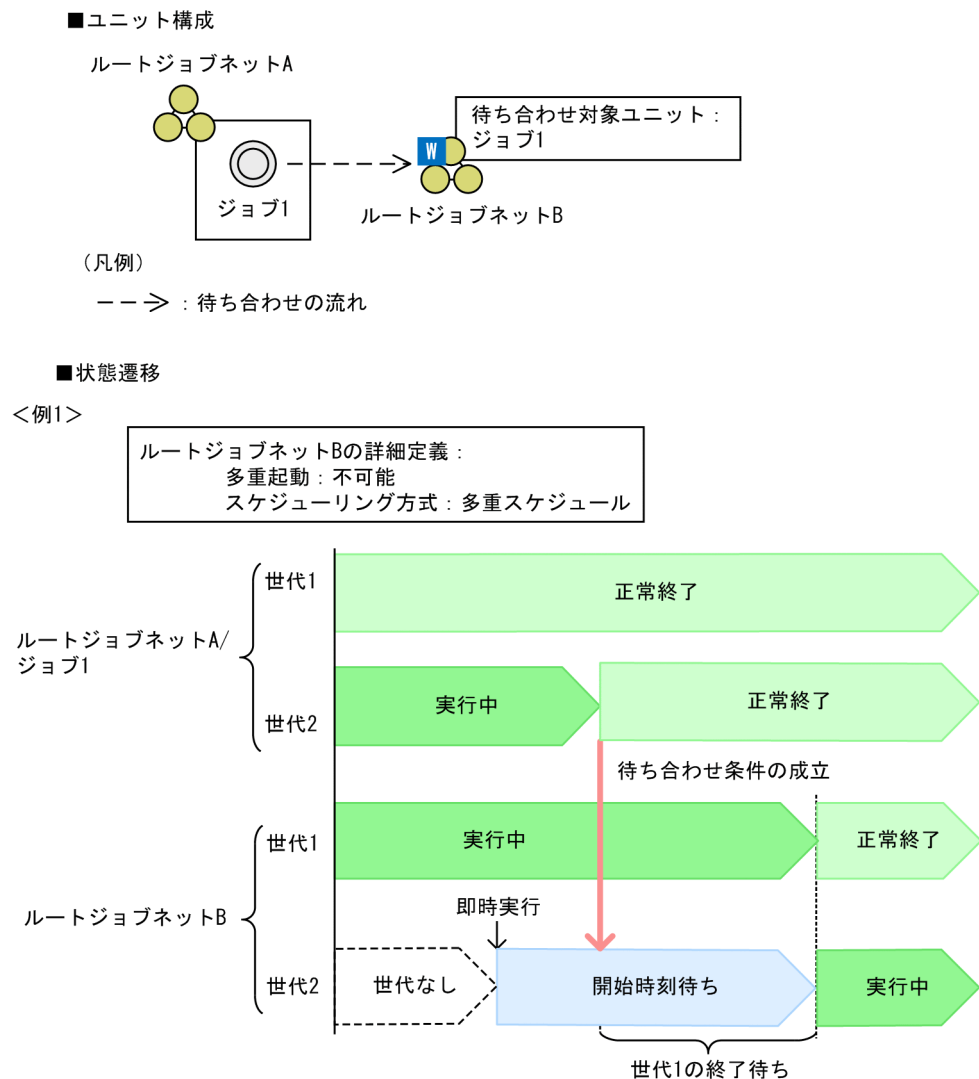 ■ユニット構成
ルートジョブネットA
待ち合わせ対象ユニット：
ジョブ1
W
ジョブ1
ルートジョブネットB
（凡例）
：待ち合わせの流れ
■状態遷移
＜例1＞
ルートジョブネットBの詳細定義：
多重起動：不可能
スケジューリング方式：多重スケジュール
世代1
正常終了
ルートジョブネットA/
ジョブ1
世代2
実行中
正常終了
待ち合わせ条件の成立
世代1
実行中
正常終了
ルートジョブネットB
即時実行
世代2
世代なし
開始時刻待ち
実行中
世代1の終了待ち